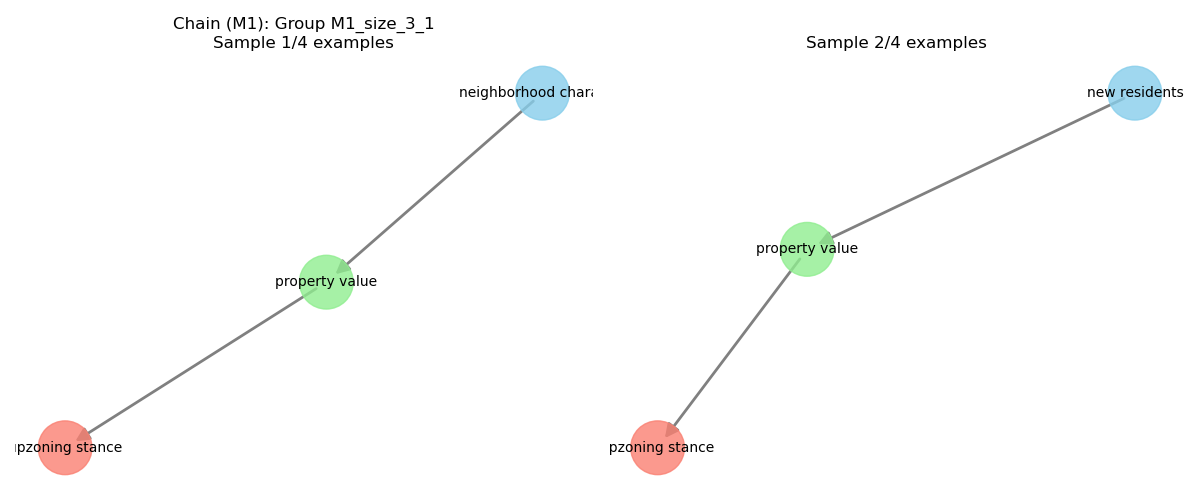 Chain (M1): Group M1_size_3_1
Sample 1/4 examples
neighborhood chara
property value
pzoning stance
Sample 2/4 examples
new residents
property value
pzoning stance